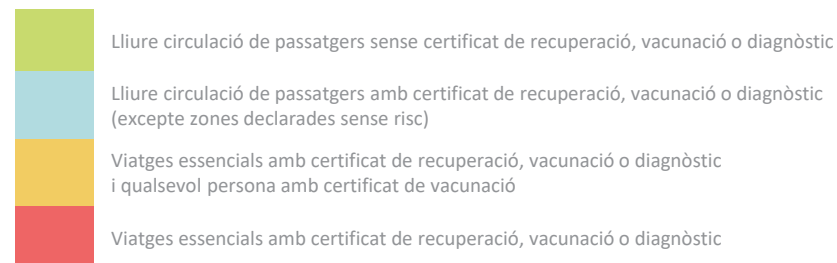 Lliure circulació de passatgers sense certificat de recuperació, vacunació o diagnòstic
Lliure circulació de passatgers amb certificat de recuperació, vacunació o diagnòstic
(excepte zones declarades sense risc)
Viatges essencials amb certificat de recuperació, vacunació o diagnòstic
i qualsevol persona amb certificat de vacunació
Viatges essencials amb certificat de recuperació, vacunació o diagnòstic